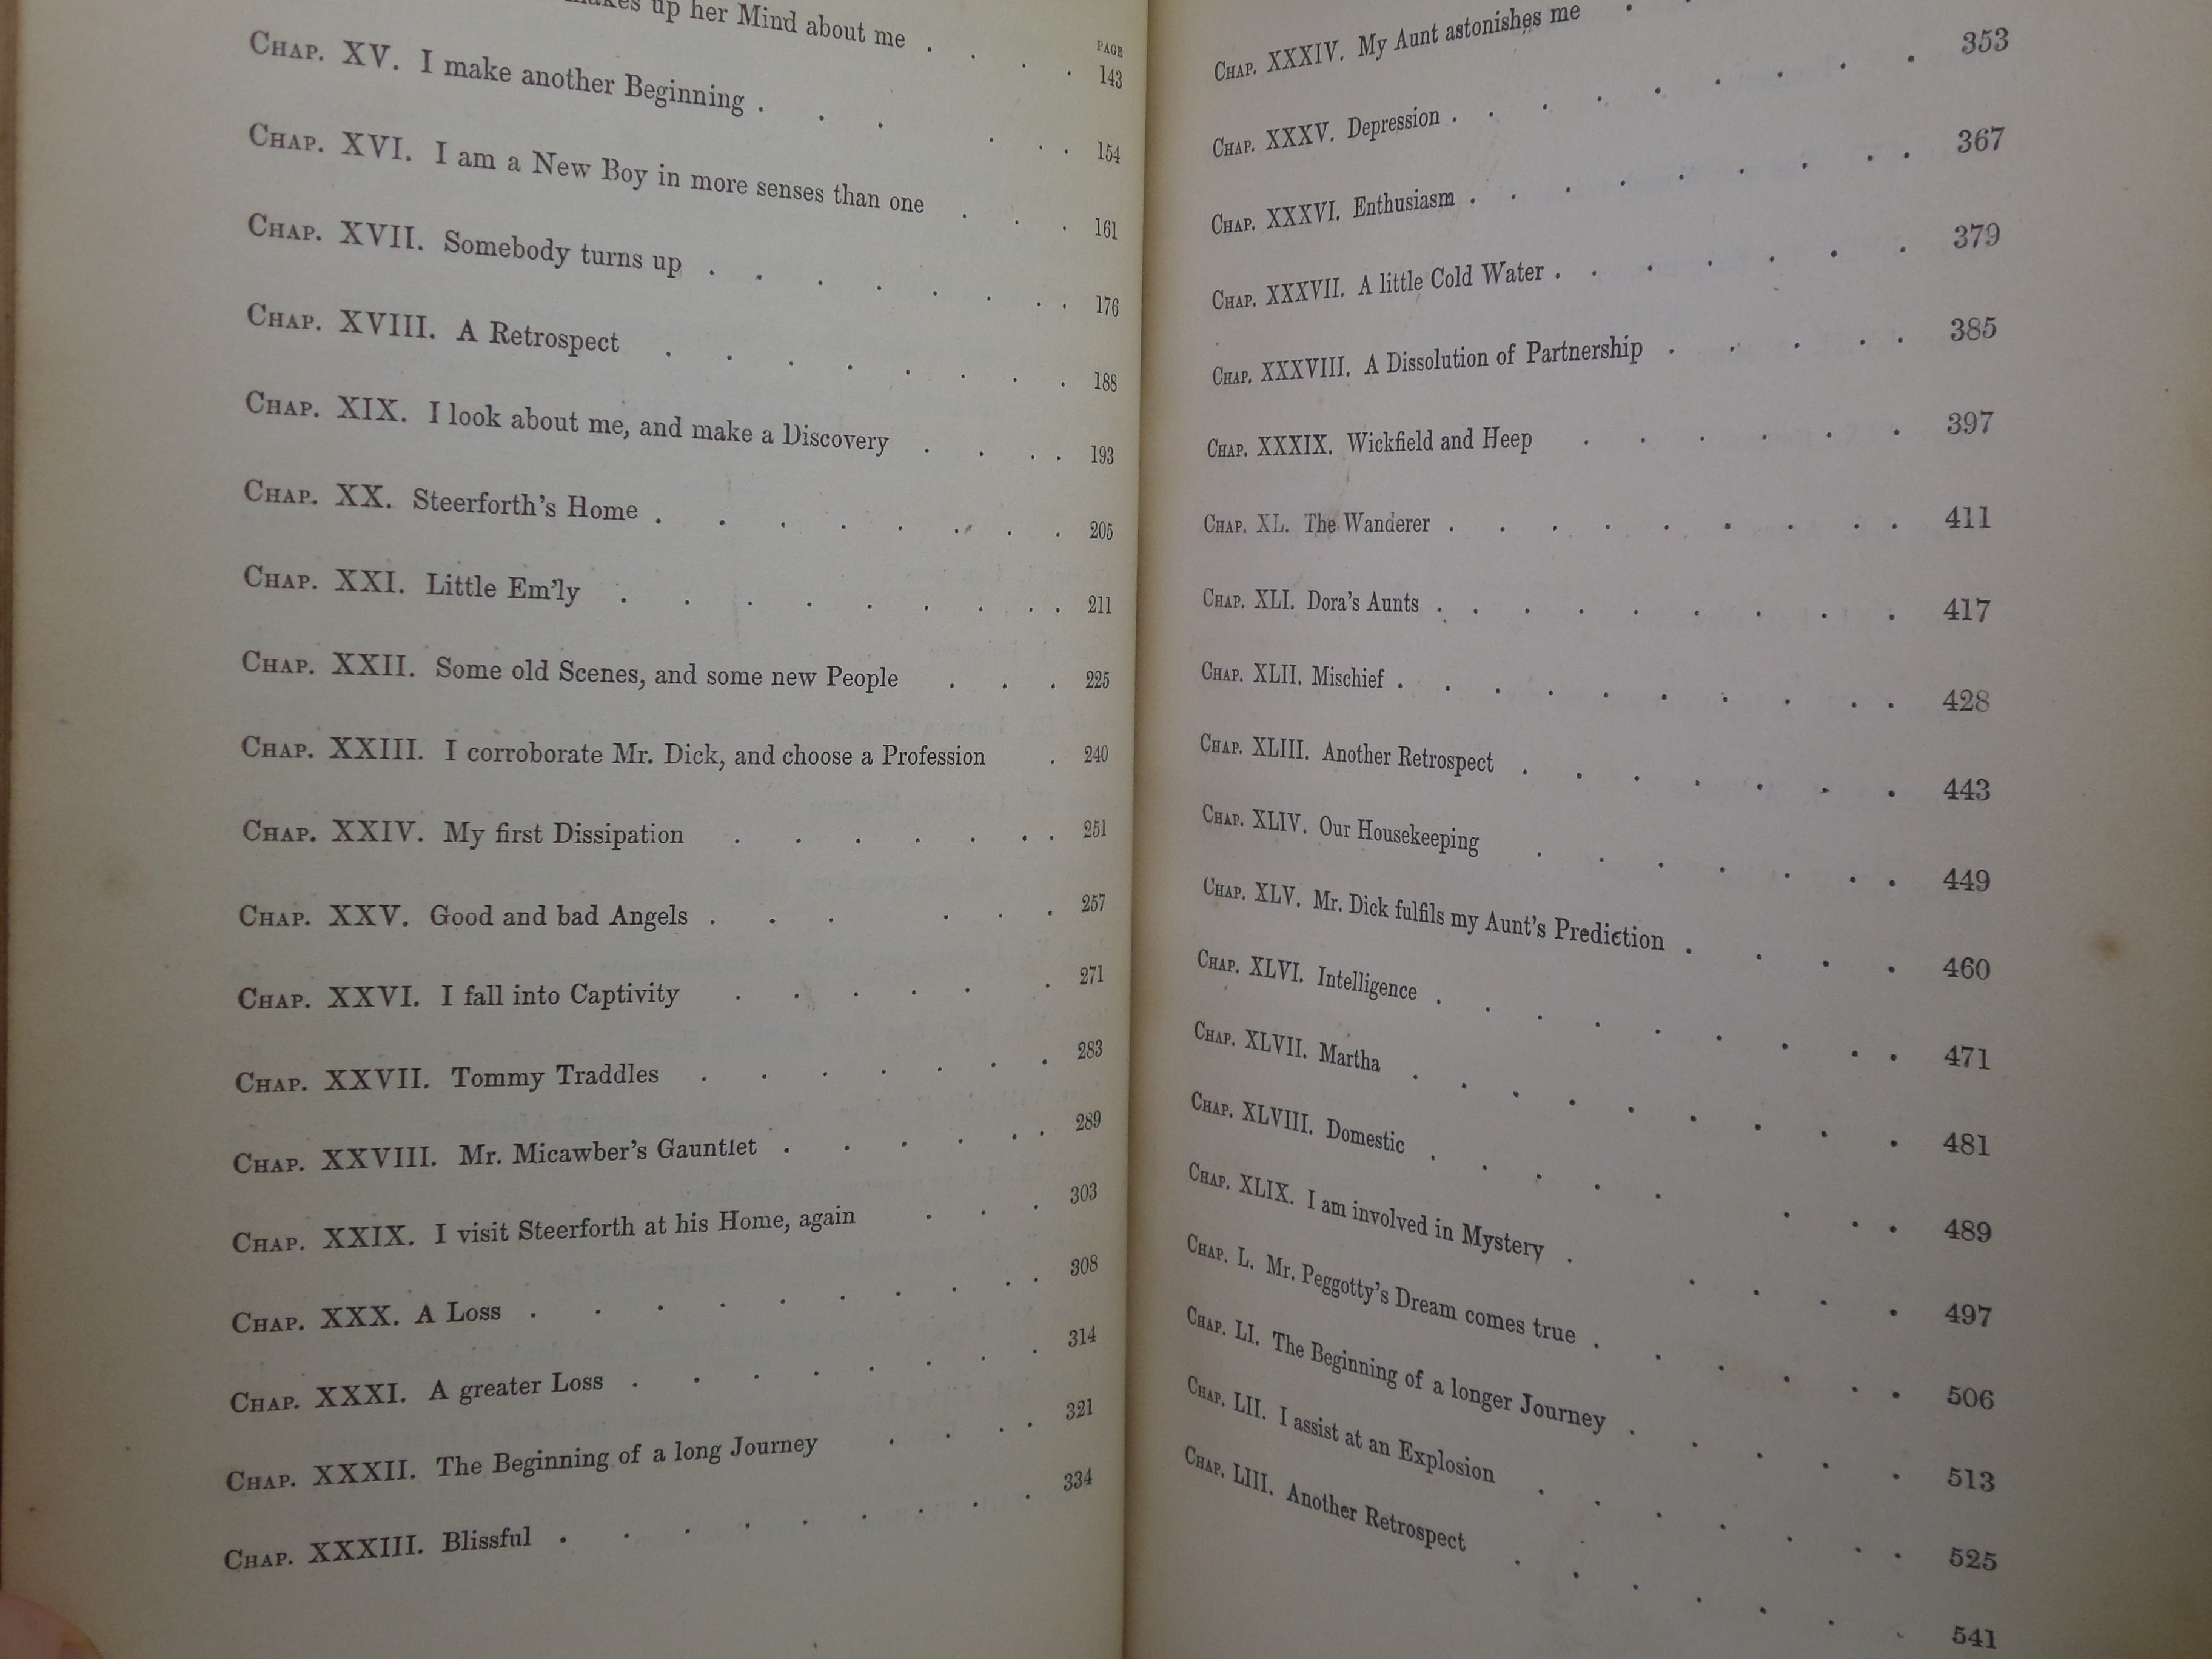 up her Mind about me . . . . 143
PAGE
CHAP. XV. I make another Beginning . . . . . . 154
CHAP. XVI. I am a New Boy in more senses than one . . . 161
CHAP. XVII. Somebody turns up . . . . . . . . 176
CHAP. XVIII. A Retrospect . . . . . . . . 188
CHAP. XIX. I look about me, and make a Discovery . . . . 193
CHAP. XX. Steerforth's Home . . . . . . . . 205
CHAP. XXI. Little Em'ly . . . . . . . . . 211
CHAP. XXII. Some old Scenes, and some new People . . . 225
CHAP. XXIII. I corroborate Mr. Dick, and choose a Profession . 240
CHAP. XXIV. My first Dissipation . . . . . . . 251
CHAP. XXV. Good and bad Angels . . . . . . 257
CHAP. XXVI. I fall into Captivity . . . . . . 271
CHAP. XXVII. Tommy Traddles . . . . . . . 283
CHAP. XXVIII. Mr. Micawber's Gauntlet . . . . . . 289
CHAP. XXIX. I visit Steerforth at his Home, again . . . 303
CHAP. XXX. A Loss . . . . . . . . . 308
CHAP. XXXI. A greater Loss . . . . . . . . 314
CHAP. XXXII. The Beginning of a long Journey . . . . 321
CHAP. XXXIII. Blissful . . . . . . . . . 334
CHAP. XXXIV. My Aunt astonishes me . .
CHAP. XXXV. Depression . . . . . . . . . 353
CHAP. XXXVI. Enthusiasm . . . . . . . . . 367
CHAP. XXXVII. A little Cold Water . . . . . . . 379
CHAP. XXXVIII. A Dissolution of Partnership . . . . . 385
CHAP. XXXIX. Wickfield and Heep . . . . . . 397
CHAP. XL. The Wanderer . . . . . . . . . 411
CHAP. XLI. Dora's Aunts . . . . . . . . . 417
CHAP. XLII. Mischief . . . . . . . . . . 428
CHAP. XLIII. Another Retrospect . . . . . . . 443
CHAP. XLIV. Our Housekeeping . . . . . . . 449
CHAP. XLV. Mr. Dick fulfils my Aunt's Prediction . . . . 460
CHAP. XLVI. Intelligence . . . . . . . . . 471
CHAP. XLVII. Martha . . . . . . . . . 481
CHAP. XLVIII. Domestic . . . . . . . . 489
CHAP. XLIX. I am involved in Mystery . . . . . 497
CHAP. L. Mr. Peggotty's Dream comes true . . . . . . 506
CHAP. LI. The Beginning of a longer Journey . . . . . 513
CHAP. LII. I assist at an Explosion . . . . . . 525
CHAP. LIII. Another Retrospect . . . . . . . 541